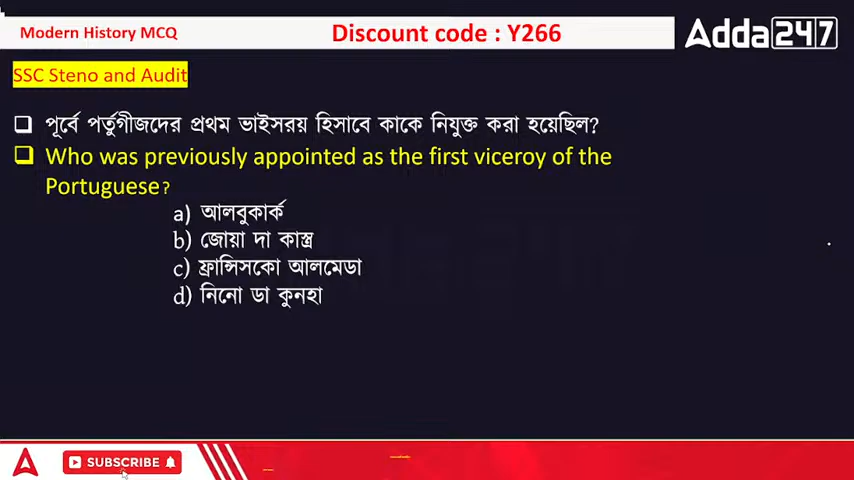 Modern History MCQ
Discount code : Y266
Adda247
SSC Steno and Audit
পূর্বে পর্তুগীজদের প্রথম ভাইসরয় হিসাবে কাকে নিযুক্ত করা হয়েছিল?
Who was previously appointed as the first viceroy of the
Portuguese?
a) আলবুকার্ক
b) জোয়া দা কাস্ত্র
c) ফ্রান্সিসকো আলমেডা
d) নিনো ডা কুনহা
SUBSCRIBE